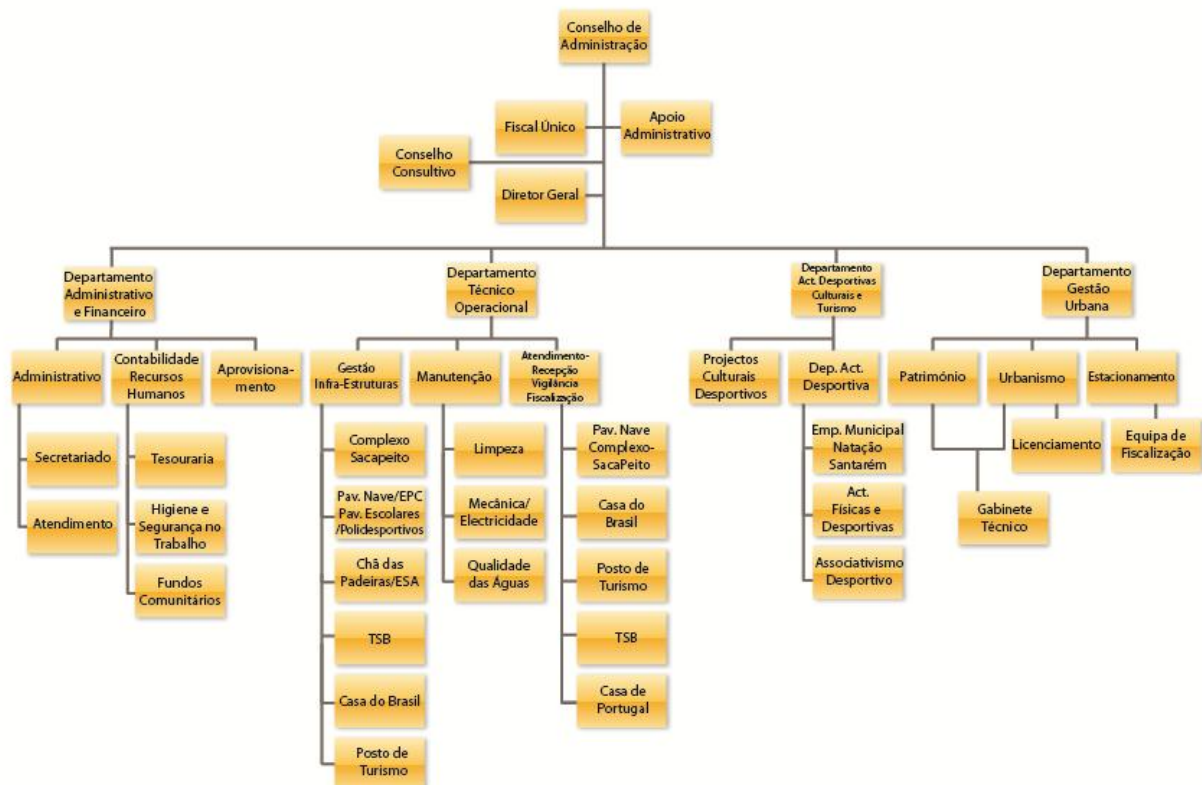 Conselho de
Administração
Fiscal Único
Apoio
Administrativo
Conselho
Consultivo
Diretor Geral
Departamento
Administrativo
e Financeiro
Departamento
Técnico
Operacional
Departamento
Act. Desportivas
Culturais e
Turismo
Departamento
Gestão
Urbana
Administrativo
Contabilidade
Recursos
Humanos
Aprovisiona-
mento
Gestão
Infra-Estruturas
Manutenção
Atendimento-
Recepção
Vigilância
Fiscalização
Projectos
Culturais
Desportivos
Dep. Act.
Desportiva
Património
Urbanismo
Estacionamento
Secretariado
Atendimento
Tesouraria
Higiene e
Segurança no
Trabalho
Fundos
Comunitários
Complexo
Sacapeito
Pav. Nave/EPC
Pav. Escolares
/Polidesportivos
Chã das
Padeiras/ESA
TSB
Casa do Brasil
Posto de
Turismo
Limpeza
Mecânica/
Electricidade
Qualidade
das Águas
Pav. Nave
Complexo-
SacaPeito
Casa do
Brasil
Posto de
Turismo
TSB
Casa de
Portugal
Emp. Municipal
Natação
Santarém
Act.
Físicas e
Desportivas
Associativismo
Desportivo
Licenciamento
Equipa de
Fiscalização
Gabinete
Técnico